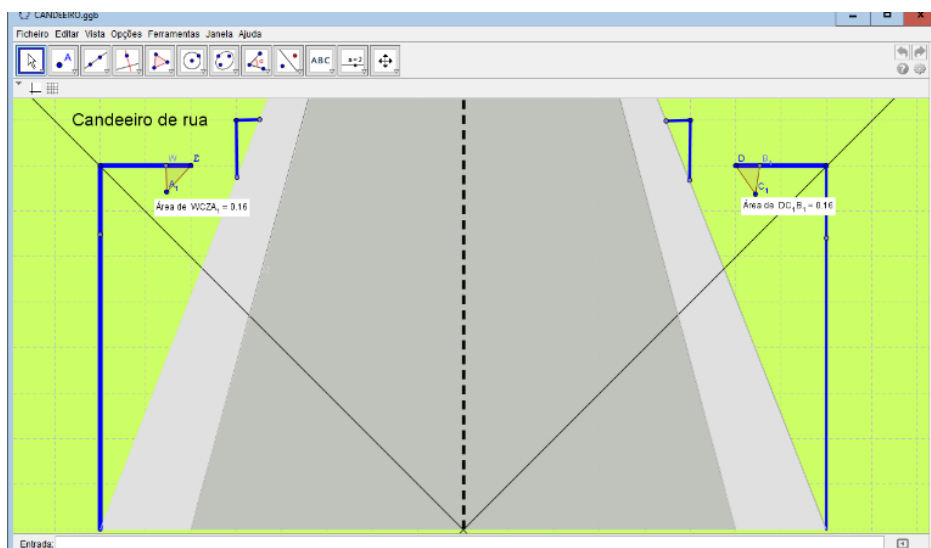 CANDEEIRO.ggb
Ficheiro Editar Vista Opções Ferramentas Janela Ajuda
A
ABC
a=2
Candeeiro de rua
W Z
A₁
Área de WCZA₁ = 0.16
D B₁
C₁
Área de DC₁B₁ = 0.16
Entrada: